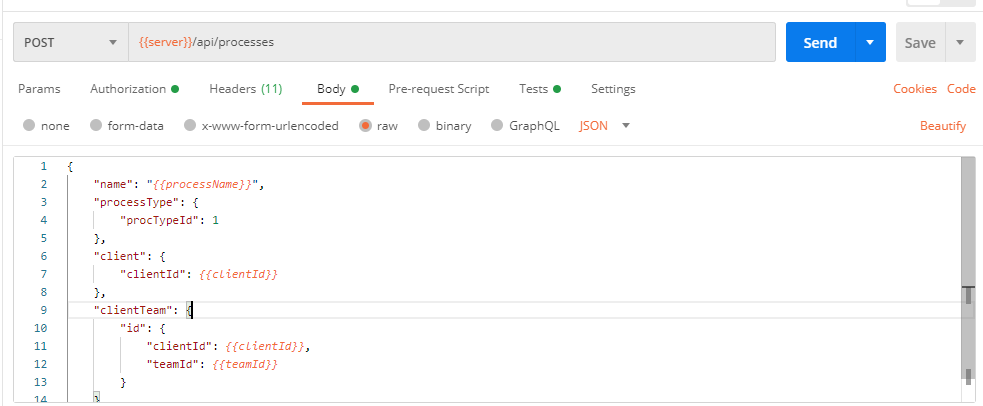 POST {{server}}/api/processes Send Save
Params Authorization Headers (11) Body Pre-request Script Tests Settings Cookies Code
none form-data x-www-form-urlencoded raw binary GraphQL JSON Beautify
1 {
2 "name": "{{processName}}",
3 "processType": {
4 "procTypeId": 1
5 },
6 "client": {
7 "clientId": {{clientId}}
8 },
9 "clientTeam": {
10 "id": {
11 "clientId": {{clientId}},
12 "teamId": {{teamId}}
13 }
14 }